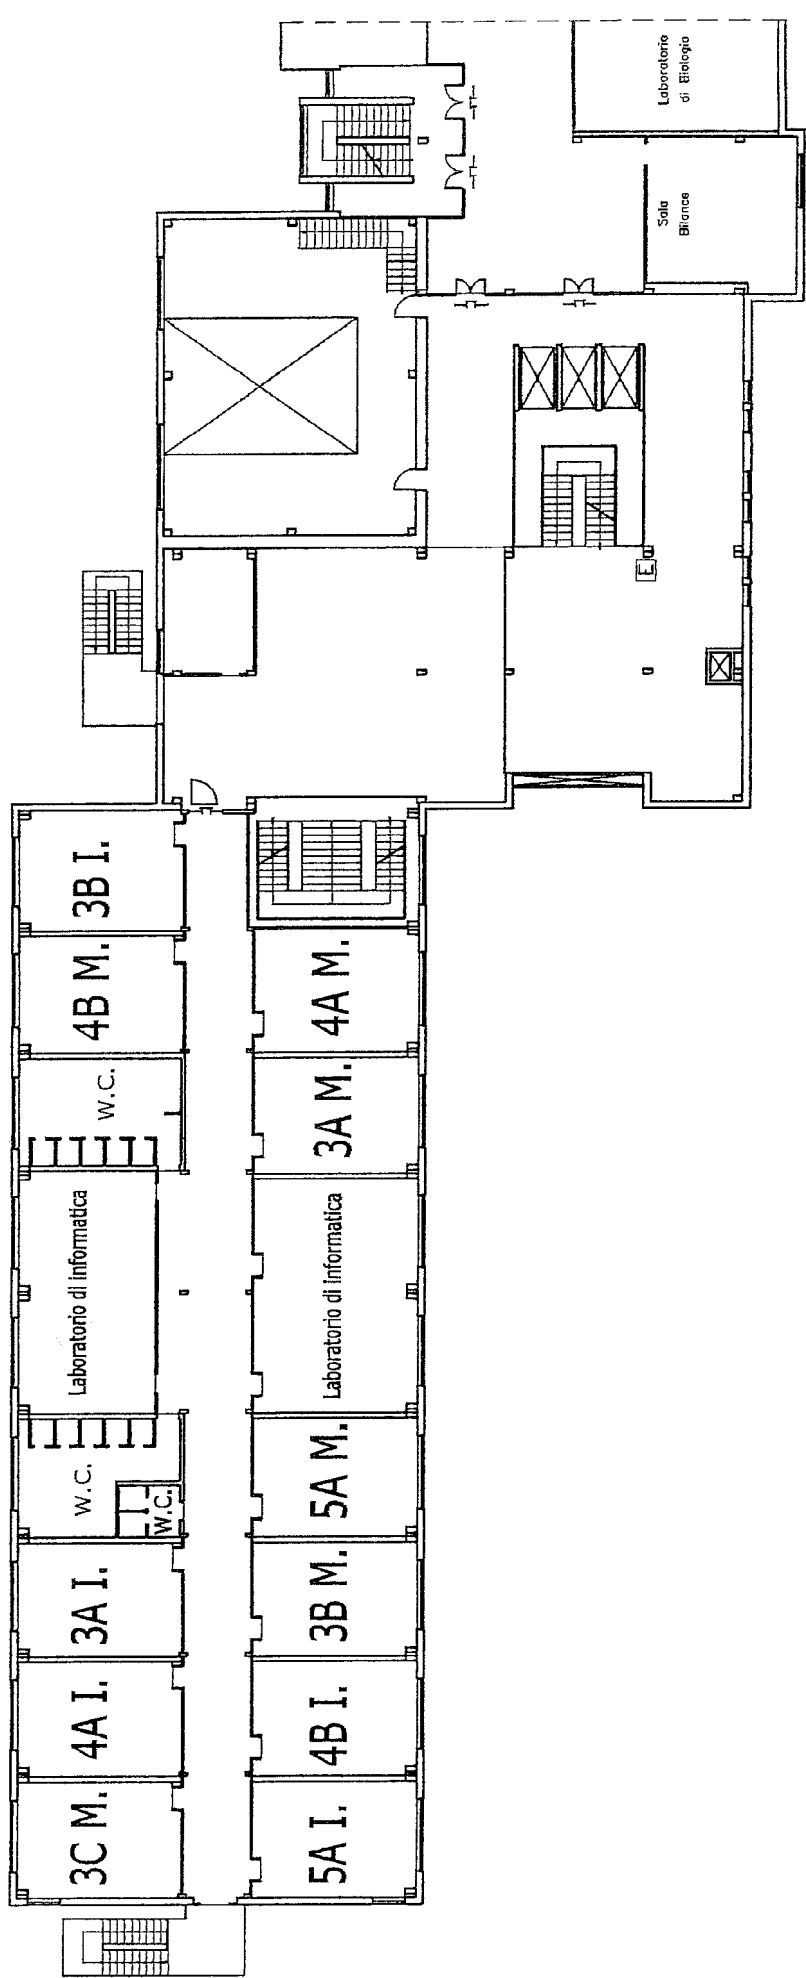 Laboratorio
di Biologia
Sala
Bilance
E
3B I.
4B M.
4A M.
W.C.
3A M.
Laboratorio di informatica
Laboratorio di informatica
W.C.
W.C.
5A M.
3A I.
3B M.
4A I.
4B I.
3C M.
5A I.